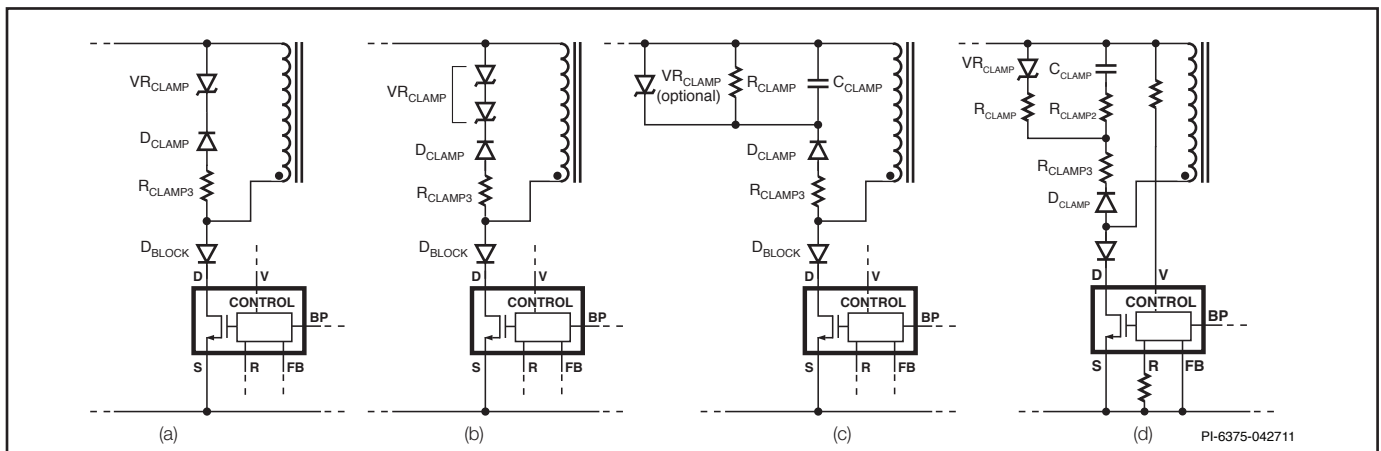 VR_CLAMP
D_CLAMP
R_CLAMP3
D_BLOCK
D
V
CONTROL
BP
S
R
FB
(a)
VR_CLAMP
D_CLAMP
R_CLAMP3
D_BLOCK
D
V
CONTROL
BP
S
R
FB
(b)
VR_CLAMP
(optional)
R_CLAMP
C_CLAMP
D_CLAMP
R_CLAMP3
D_BLOCK
D
V
CONTROL
BP
S
R
FB
(c)
VR_CLAMP
C_CLAMP
R_CLAMP
R_CLAMP2
R_CLAMP3
D_CLAMP
D
V
CONTROL
BP
S
R
FB
(d)
PI-6375-042711